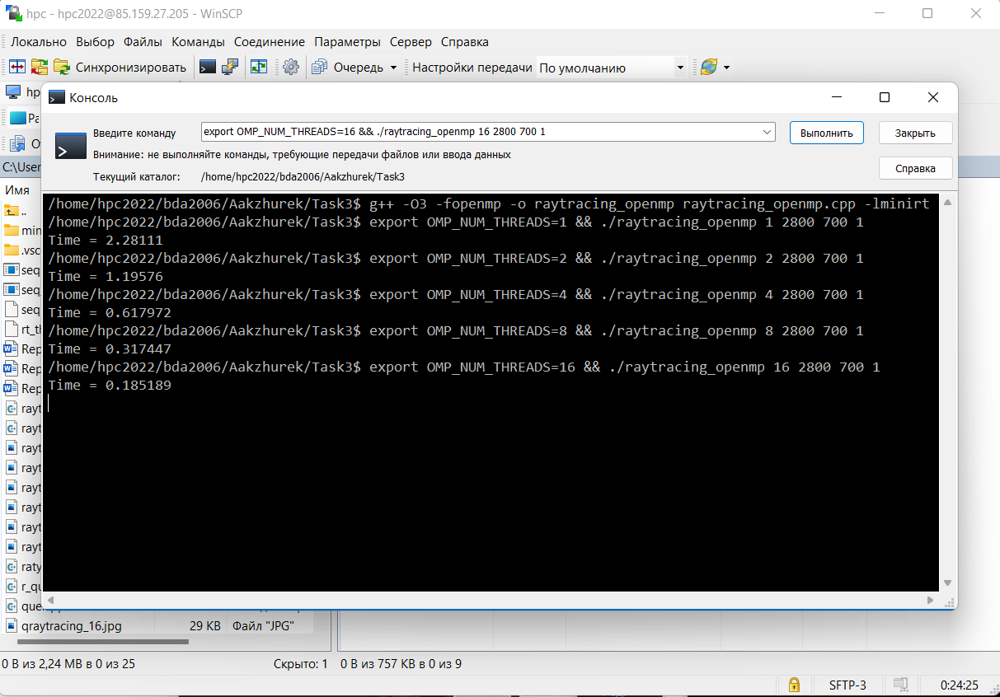 hpc - hpc2022@85.159.27.205 - WinSCP
Локально Выбор Файлы Команды Соединение Параметры Сервер Справка
Синхронизировать Очередь Настройки передачи По умолчанию
hp
Консоль
Введите команду export OMP_NUM_THREADS=16 && ./raytracing_openmp 16 2800 700 1 Выполнить Закрыть
Внимание: не выполняйте команды, требующие передачи файлов или ввода данных
Текущий каталог: /home/hpc2022/bda2006/Aakzhurek/Task3 Справка
C:\User
Имя
/home/hpc2022/bda2006/Aakzhurek/Task3$ g++ -O3 -fopenmp -o raytracing_openmp raytracing_openmp.cpp -lminirt
/home/hpc2022/bda2006/Aakzhurek/Task3$ export OMP_NUM_THREADS=1 && ./raytracing_openmp 1 2800 700 1
Time = 2.28111
/home/hpc2022/bda2006/Aakzhurek/Task3$ export OMP_NUM_THREADS=2 && ./raytracing_openmp 2 2800 700 1
Time = 1.19576
/home/hpc2022/bda2006/Aakzhurek/Task3$ export OMP_NUM_THREADS=4 && ./raytracing_openmp 4 2800 700 1
Time = 0.617972
/home/hpc2022/bda2006/Aakzhurek/Task3$ export OMP_NUM_THREADS=8 && ./raytracing_openmp 8 2800 700 1
Time = 0.317447
/home/hpc2022/bda2006/Aakzhurek/Task3$ export OMP_NUM_THREADS=16 && ./raytracing_openmp 16 2800 700 1
Time = 0.185189
..
min
.vsc
seq
seq
seq
rt_th
Rep
Rep
Rep
rayt
rayt
rayt
rayt
rayt
rayt
rayt
rayt
raty
r_qu
qraytracing_16.jpg 29 KB Файл "JPG"
0 B из 2,24 MB в 0 из 25 Скрыто: 1 0 B из 757 KB в 0 из 9
SFTP-3 0:24:25